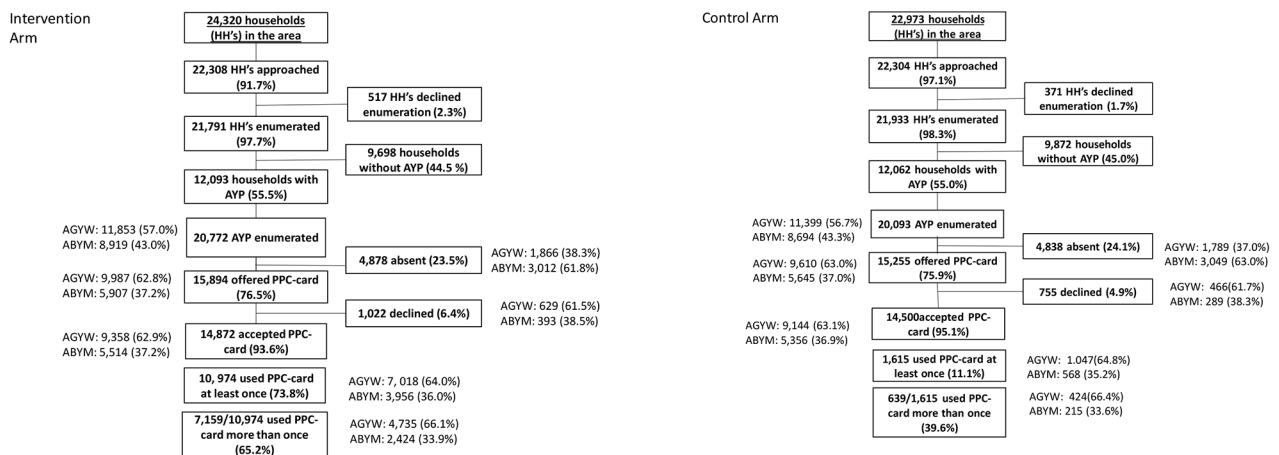 Intervention
Arm
24,320 households
(HH's) in the area
22,308 HH's approached
(91.7%)
517 HH's declined
enumeration (2.3%)
21,791 HH's enumerated
(97.7%)
9,698 households
without AYP (44.5 %)
12,093 households with
AYP (55.5%)
AGYW: 11,853 (57.0%)
ABYM: 8,919 (43.0%)
20,772 AYP enumerated
4,878 absent (23.5%)
AGYW: 1,866 (38.3%)
ABYM: 3,012 (61.8%)
AGYW: 9,987 (62.8%)
ABYM: 5,907 (37.2%)
15,894 offered PPC-card
(76.5%)
1,022 declined (6.4%)
AGYW: 629 (61.5%)
ABYM: 393 (38.5%)
AGYW: 9,358 (62.9%)
ABYM: 5,514 (37.2%)
14,872 accepted PPC-
card (93.6%)
10, 974 used PPC-card
at least once (73.8%)
AGYW: 7, 018 (64.0%)
ABYM: 3,956 (36.0%)
7,159/10,974 used PPC-
card more than once
(65.2%)
AGYW: 4,735 (66.1%)
ABYM: 2,424 (33.9%)
Control Arm
22,973 households
(HH's) in the area
22,304 HH's approached
(97.1%)
371 HH's declined
enumeration (1.7%)
21,933 HH's enumerated
(98.3%)
9,872 households
without AYP (45.0%)
12,062 households with
AYP (55.0%)
AGYW: 11,399 (56.7%)
ABYM: 8,694 (43.3%)
20,093 AYP enumerated
4,838 absent (24.1%)
AGYW: 1,789 (37.0%)
ABYM: 3,049 (63.0%)
AGYW: 9,610 (63.0%)
ABYM: 5,645 (37.0%)
15,255 offered PPC-card
(75.9%)
755 declined (4.9%)
AGYW: 466(61.7%)
ABYM: 289 (38.3%)
AGYW: 9,144 (63.1%)
ABYM: 5,356 (36.9%)
14,500accepted PPC-
card (95.1%)
1,615 used PPC-card at
least once (11.1%)
AGYW: 1.047(64.8%)
ABYM: 568 (35.2%)
639/1,615 used PPC-
card more than once
(39.6%)
AGYW: 424(66.4%)
ABYM: 215 (33.6%)